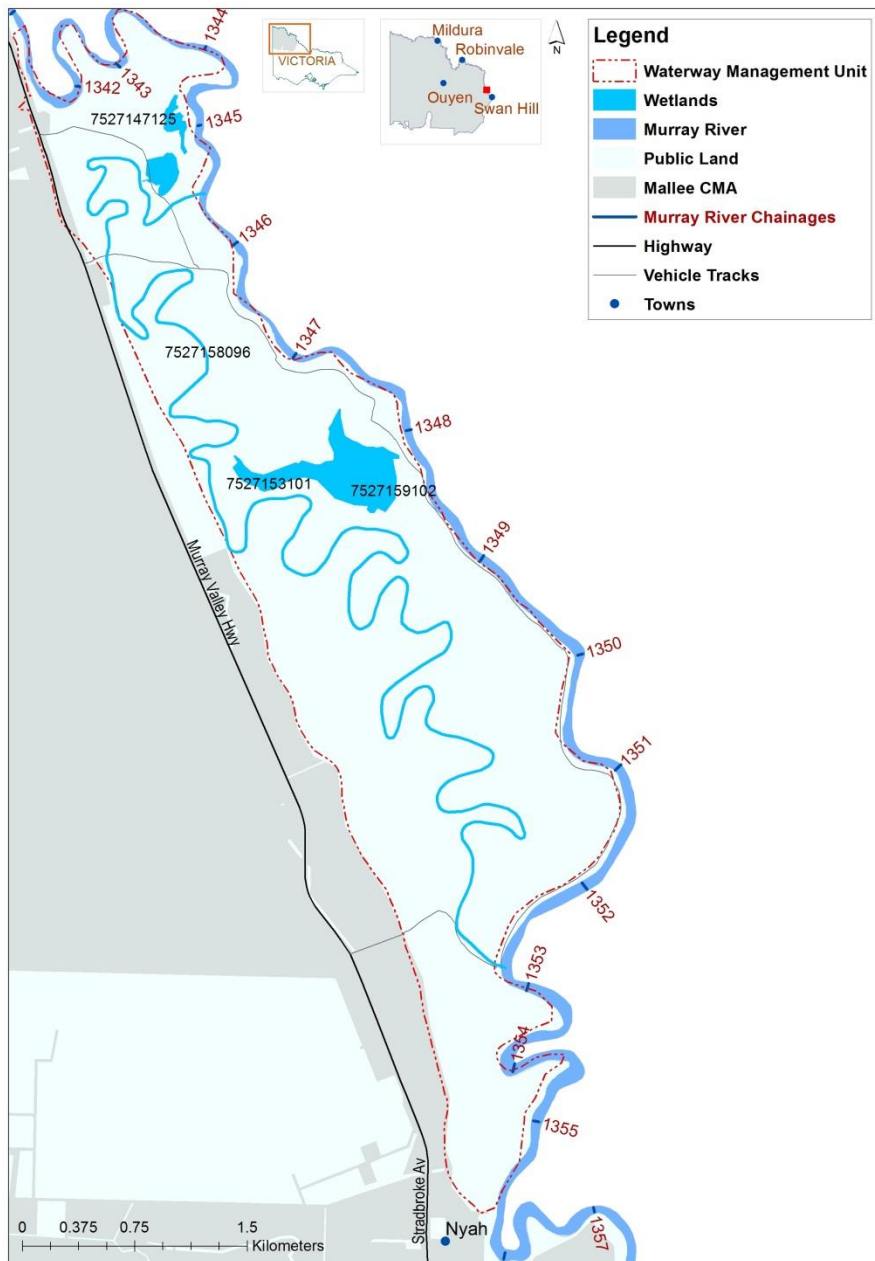 1344
1343
1342
7527147125
1345
1346
1347
7527158096
1348
7527153101
7527159102
1349
Murray Valley Hwy
1350
1351
1352
1353
1354
1355
Stradbroke Av
Nyah
1357
0 0.375 0.75 1.5
Kilometers
VICTORIA
Mildura
Robinvale
Ouyen
Swan Hill
N
Legend
Waterway Management Unit
Wetlands
Murray River
Public Land
Mallee CMA
Murray River Chainages
Highway
Vehicle Tracks
Towns